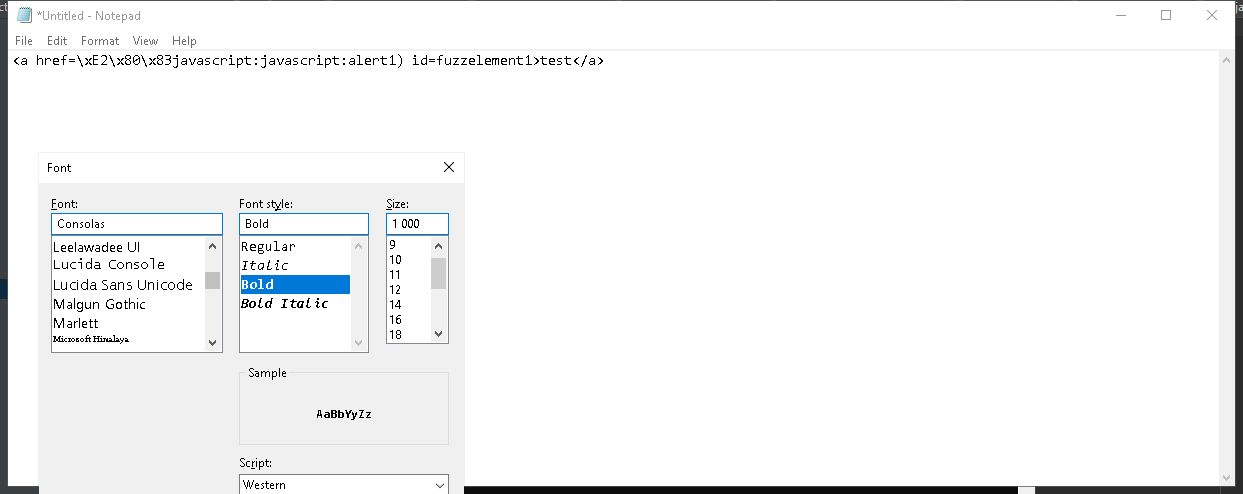 *Untitled - Notepad
File Edit Format View Help
<a href=\xE2\x80\x83javascript:javascript:alert1) id=fuzzelement1>test</a>
Font
Font: Font style: Size:
Consolas Bold 1 000
Leelawadee UI Regular 9
Lucida Console Italic 10
Lucida Sans Unicode Bold 11
Malgun Gothic Bold Italic 12
Marlett 14
Microsoft Himalaya 16
18
Sample
AaBbYyZz
Script:
Western